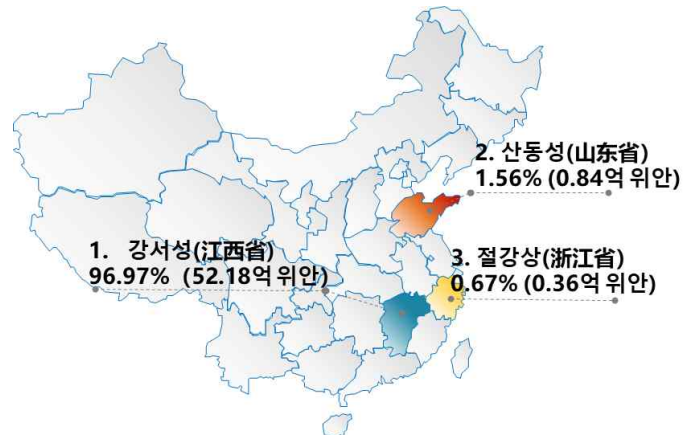 2. 산동성(山东省)
1.56% (0.84억 위안)
1. 강서성(江西省)
96.97% (52.18억 위안)
3. 절강상(浙江省)
0.67% (0.36억 위안)